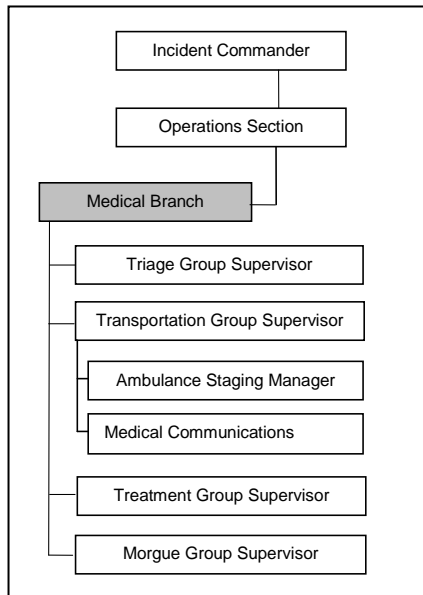 Incident Commander
Operations Section
Medical Branch
Triage Group Supervisor
Transportation Group Supervisor
Ambulance Staging Manager
Medical Communications
Treatment Group Supervisor
Morgue Group Supervisor